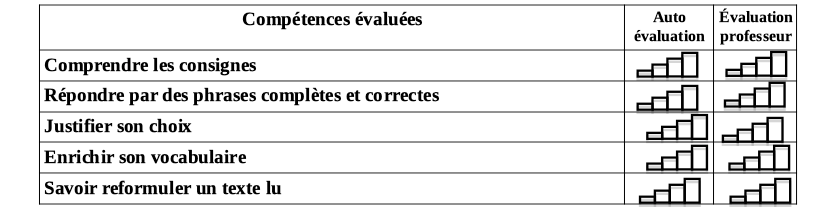 Compétences évaluées
Auto évaluation
Évaluation professeur
Comprendre les consignes
Répondre par des phrases complètes et correctes
Justifier son choix
Enrichir son vocabulaire
Savoir reformuler un texte lu